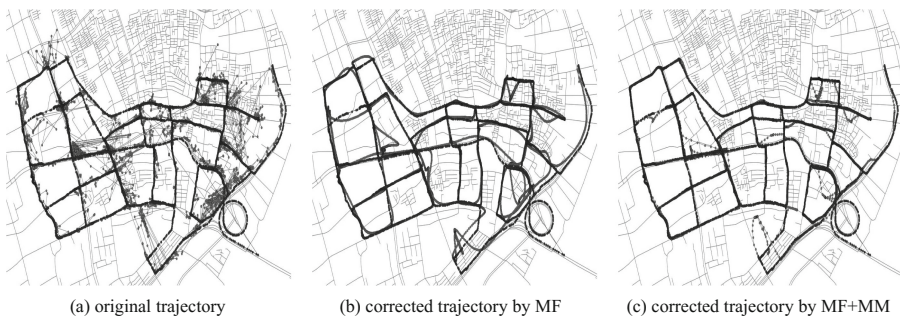 (a) original trajectory
(b) corrected trajectory by MF
(c) corrected trajectory by MF+MM